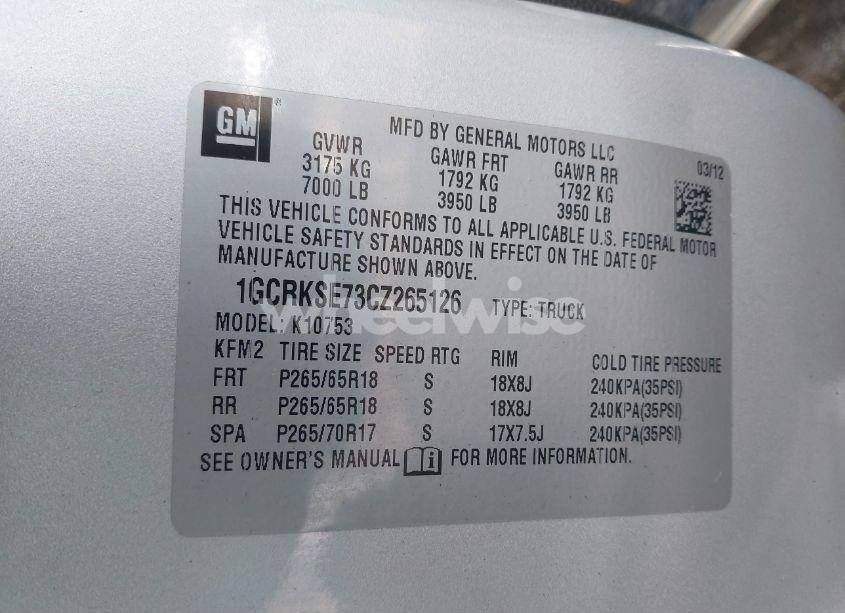 GM
MFD BY GENERAL MOTORS LLC
03/12
GVWR GAWR FRT GAWR RR
3175 KG 1792 KG 1792 KG
7000 LB 3950 LB 3950 LB
THIS VEHICLE CONFORMS TO ALL APPLICABLE U.S. FEDERAL MOTOR
VEHICLE SAFETY STANDARDS IN EFFECT ON THE DATE OF
MANUFACTURE SHOWN ABOVE.
1GCRKSE73CZ265126 TYPE: TRUCK
wheelwise
MODEL: K10753
KFM2 TIRE SIZE SPEED RTG RIM COLD TIRE PRESSURE
FRT P265/65R18 S 18X8J 240KPA(35PSI)
RR P265/65R18 S 18X8J 240KPA(35PSI)
SPA P265/70R17 S 17X7.5J 240KPA(35PSI)
SEE OWNER'S MANUAL i FOR MORE INFORMATION.